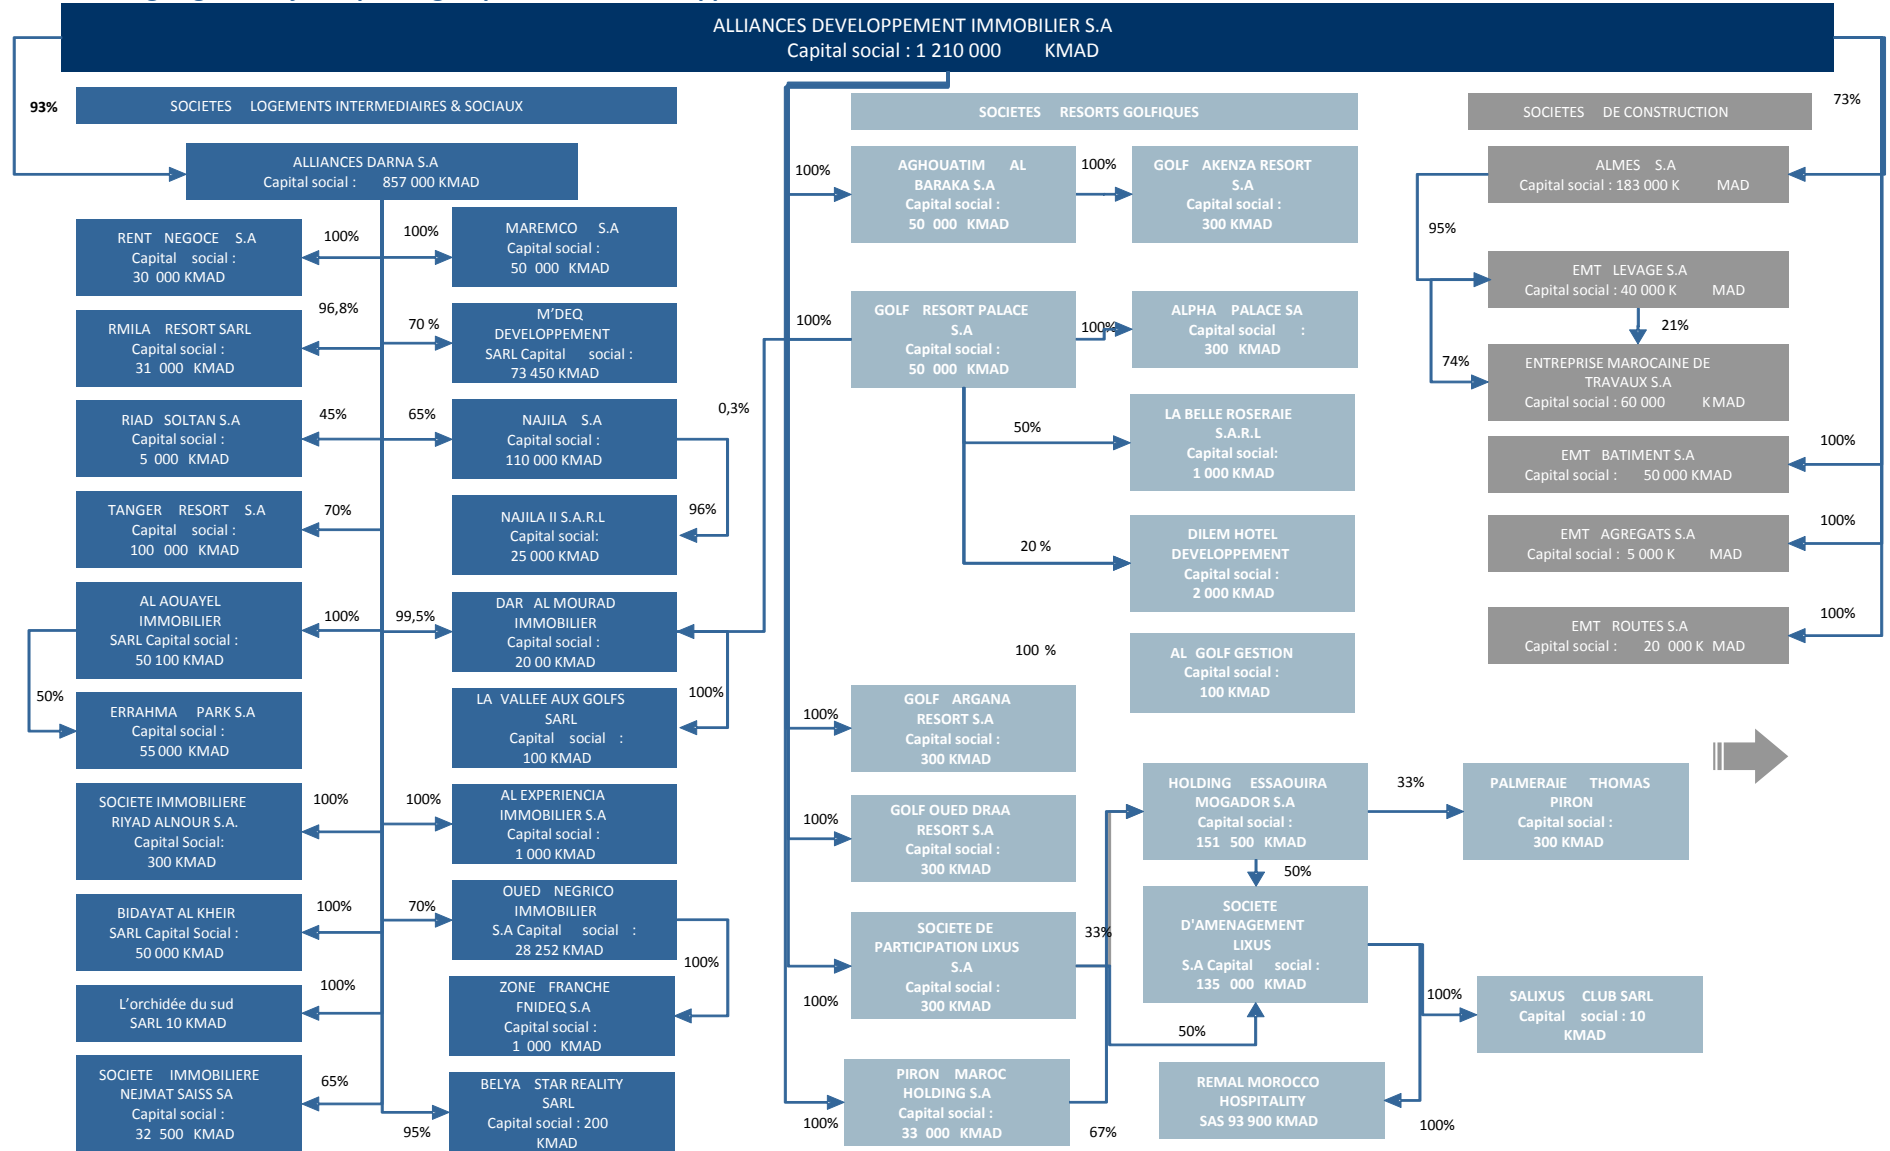 ALLIANCES DEVELOPPEMENT IMMOBILIER S.A
Capital social : 1 210 000 KMAD
93%
SOCIETES LOGEMENTS INTERMEDIAIRES & SOCIAUX
ALLIANCES DARNA S.A
Capital social : 857 000 KMAD
RENT NEGOCE S.A
Capital social :
30 000 KMAD
100%
100%
MAREMCO S.A
Capital social :
50 000 KMAD
RMILA RESORT SARL
Capital social :
31 000 KMAD
96,8%
70 %
M'DEQ
DEVELOPPEMENT
SARL Capital social :
73 450 KMAD
RIAD SOLTAN S.A
Capital social :
5 000 KMAD
45%
65%
NAJILA S.A
Capital social :
110 000 KMAD
0,3%
TANGER RESORT S.A
Capital social :
100 000 KMAD
70%
NAJILA II S.A.R.L
Capital social:
25 000 KMAD
96%
AL AOUAYEL
IMMOBILIER
SARL Capital social :
50 100 KMAD
100%
99,5%
DAR AL MOURAD
IMMOBILIER
Capital social :
20 00 KMAD
50%
ERRAHMA PARK S.A
Capital social :
55 000 KMAD
LA VALLEE AUX GOLFS
SARL
Capital social :
100 KMAD
100%
SOCIETE IMMOBILIERE
RIYAD ALNOUR S.A.
Capital Social:
300 KMAD
100%
100%
AL EXPERIENCIA
IMMOBILIER S.A
Capital social :
1 000 KMAD
BIDAYAT AL KHEIR
SARL Capital Social :
50 000 KMAD
100%
70%
OUED NEGRICO
IMMOBILIER
S.A Capital social :
28 252 KMAD
100%
L'orchidée du sud
SARL 10 KMAD
100%
ZONE FRANCHE
FNIDEQ S.A
Capital social :
1 000 KMAD
SOCIETE IMMOBILIERE
NEJMAT SAISS SA
Capital social :
32 500 KMAD
65%
95%
BELYA STAR REALITY
SARL
Capital social : 200
KMAD
SOCIETES RESORTS GOLFIQUES
100%
AGHOUATIM AL
BARAKA S.A
Capital social :
50 000 KMAD
100%
GOLF AKENZA RESORT
S.A
Capital social :
300 KMAD
100%
GOLF RESORT PALACE
S.A
Capital social :
50 000 KMAD
100%
ALPHA PALACE SA
Capital social :
300 KMAD
50%
LA BELLE ROSERAIE
S.A.R.L
Capital social:
1 000 KMAD
20 %
DILEM HOTEL
DEVELOPPEMENT
Capital social :
2 000 KMAD
100 %
AL GOLF GESTION
Capital social :
100 KMAD
100%
GOLF ARGANA
RESORT S.A
Capital social :
300 KMAD
100%
GOLF OUED DRAA
RESORT S.A
Capital social :
300 KMAD
HOLDING ESSAOUIRA
MOGADOR S.A
Capital social :
151 500 KMAD
33%
PALMERAIE THOMAS
PIRON
Capital social :
300 KMAD
50%
SOCIETE DE
PARTICIPATION LIXUS
S.A
Capital social :
300 KMAD
33%
100%
SOCIETE
D'AMENAGEMENT
LIXUS
S.A Capital social :
135 000 KMAD
50%
100%
SALIXUS CLUB SARL
Capital social : 10
KMAD
PIRON MAROC
HOLDING S.A
Capital social :
33 000 KMAD
100%
67%
REMAL MOROCCO
HOSPITALITY
SAS 93 900 KMAD
100%
SOCIETES DE CONSTRUCTION
73%
ALMES S.A
Capital social : 183 000 K MAD
95%
EMT LEVAGE S.A
Capital social : 40 000 K MAD
21%
74%
ENTREPRISE MAROCAINE DE
TRAVAUX S.A
Capital social : 60 000 K MAD
EMT BATIMENT S.A
Capital social : 50 000 KMAD
100%
EMT AGREGATS S.A
Capital social : 5 000 K MAD
100%
EMT ROUTES S.A
Capital social : 20 000 K MAD
100%